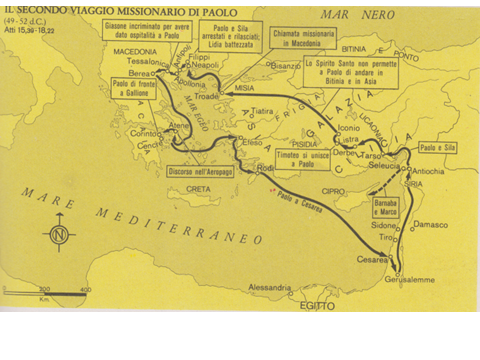 IL SECONDO VIAGGIO MISSIONARIO DI PAOLO
(49-52 d.C.)
Atti 15,39-18,22
MAR NERO
Giasone incriminato per avere
dato ospitalità a Paolo
Paolo e Sila
arrestati e rilasciati;
Lidia battezzata
Chiamata missionaria
in Macedonia
MACEDONIA
Tessalonica
Berea
Anfipoli
Filippi
Neapoli
Apollonia
Troade
Bisanzio
BITINIA E PONTO
Lo Spirito Santo non permette
a Paolo di andare in
Bitinia e in Asia
MISIA
Paolo di fronte
a Gallione
MAR EGEO
Tiatira
FRIGIA
GALAZIA
ASIA
ACAIA
Atene
Corinto
Cencre
Efeso
PISIDIA
Iconio
Listra
Derbe
LICAONIA
CILICIA
Tarso
Paolo e Sila
Timoteo si unisce
a Paolo
Seleucia
Antiochia
SIRIA
Discorso nell'Aeropago
Rodi
CRETA
CIPRO
Barnaba
e Marco
Paolo a Cesarea
MARE MEDITERRANEO
Sidone
Tiro
Damasco
N
Cesarea
Gerusalemme
Alessandria
EGITTO
0 200 400
Km.